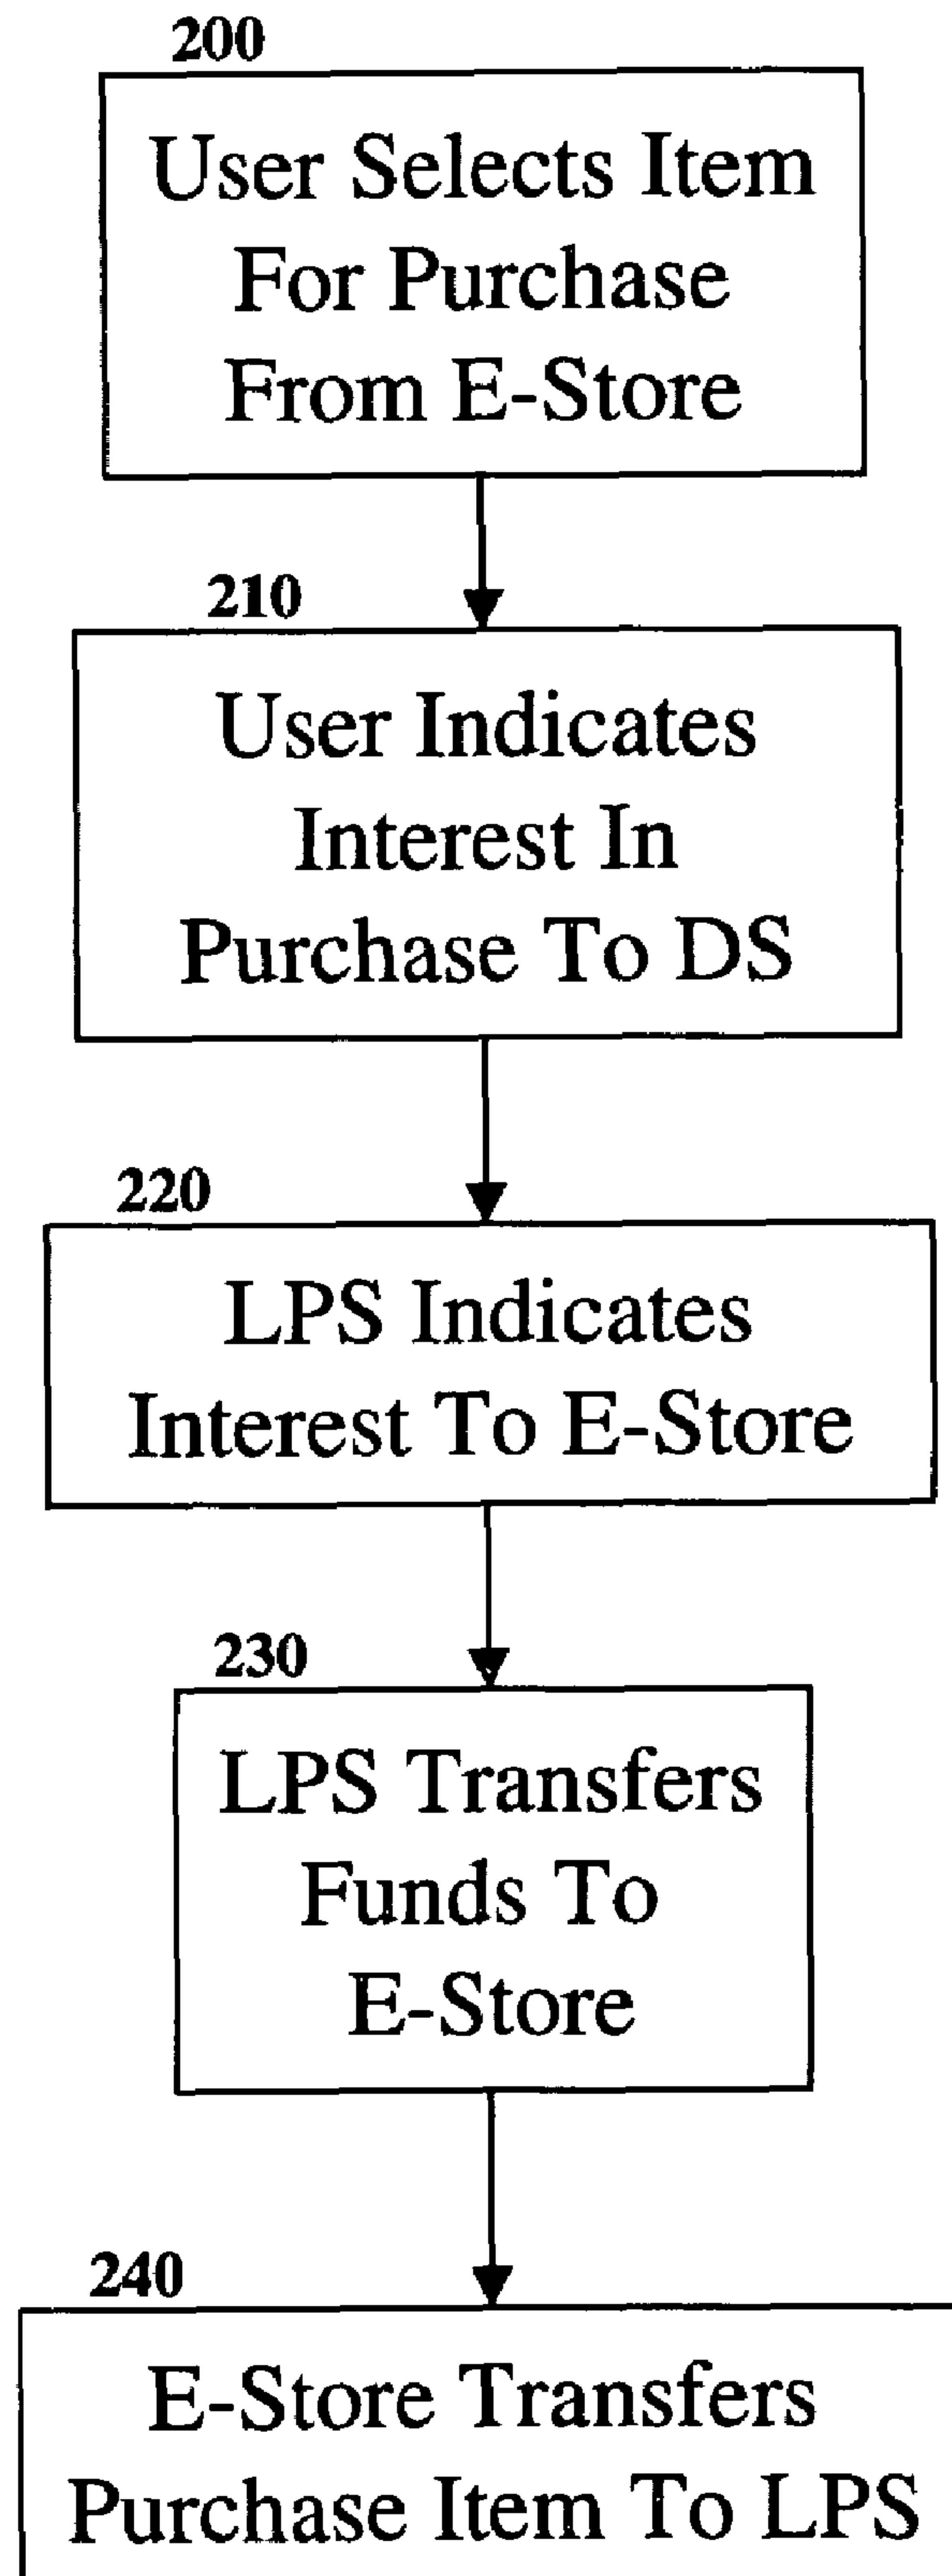 200
User Selects Item
For Purchase
From E-Store
210
User Indicates
Interest In
Purchase To DS
220
LPS Indicates
Interest To E-Store
230
LPS Transfers
Funds To
E-Store
240
E-Store Transfers
Purchase Item To LPS